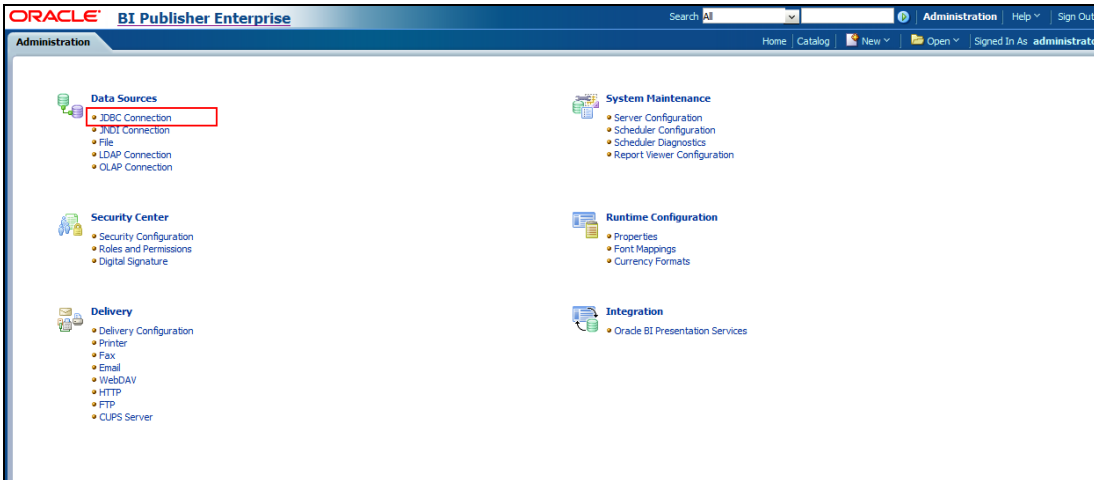 ORACLE BI Publisher Enterprise
Search All Administration Help Sign Out
Administration
Home Catalog New Open Signed In As administrato
Data Sources
JDBC Connection
JNDI Connection
File
LDAP Connection
OLAP Connection
System Maintenance
Server Configuration
Scheduler Configuration
Scheduler Diagnostics
Report Viewer Configuration
Security Center
Security Configuration
Roles and Permissions
Digital Signature
Runtime Configuration
Properties
Font Mappings
Currency Formats
Delivery
Delivery Configuration
Printer
Fax
Email
WebDAV
HTTP
FTP
CUPS Server
Integration
Oracle BI Presentation Services